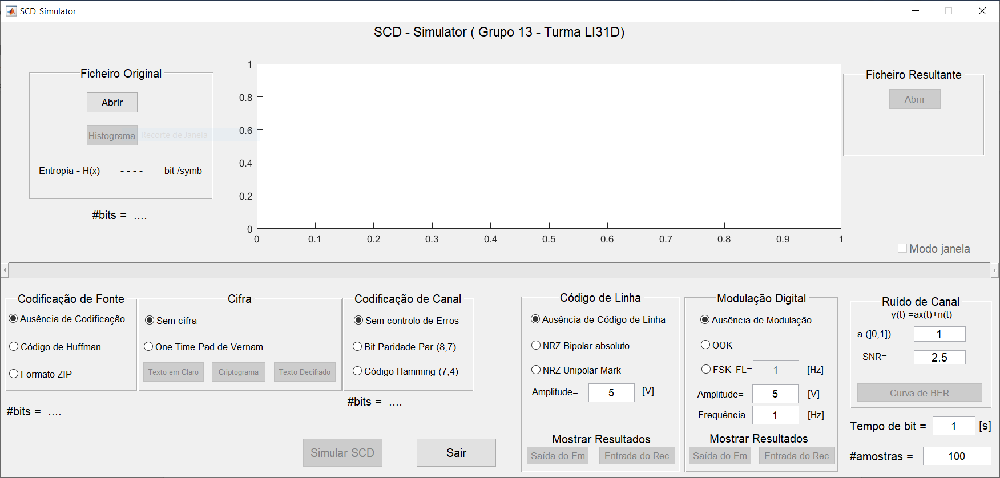 SCD_Simulator
SCD - Simulator ( Grupo 13 - Turma LI31D)
Ficheiro Original
Abrir
Histograma
Recorte de Janela
Entropia - H(x) - - - - bit /symb
#bits = ....
1
0.8
0.6
0.4
0.2
0
0 0.1 0.2 0.3 0.4 0.5 0.6 0.7 0.8 0.9 1
Ficheiro Resultante
Abrir
Modo janela
Codificação de Fonte
Ausência de Codificação
Código de Huffman
Formato ZIP
#bits = ....
Cifra
Sem cifra
One Time Pad de Vernam
Texto em Claro Criptograma Texto Decifrado
Codificação de Canal
Sem controlo de Erros
Bit Paridade Par (8,7)
Código Hamming (7,4)
#bits = ....
Simular SCD Sair
Código de Linha
Ausência de Código de Linha
NRZ Bipolar absoluto
NRZ Unipolar Mark
Amplitude= 5 [V]
Mostrar Resultados
Saída do Em Entrada do Rec
Modulação Digital
Ausência de Modulação
OOK
FSK FL= 1 [Hz]
Amplitude= 5 [V]
Frequência= 1 [Hz]
Mostrar Resultados
Saída do Em Entrada do Rec
Ruído de Canal
y(t) =ax(t)+n(t)
a (]0,1])= 1
SNR= 2.5
Curva de BER
Tempo de bit = 1 [s]
#amostras = 100